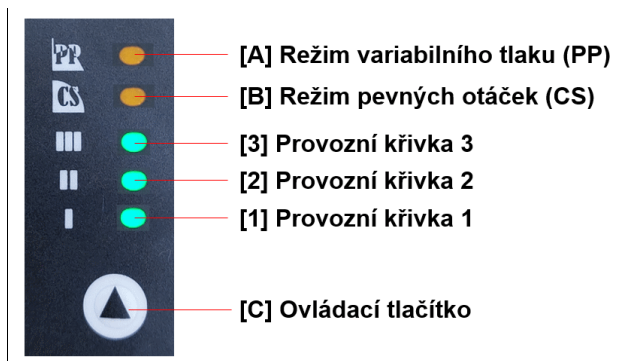 PP [A] Režim variabilního tlaku (PP)
CS [B] Režim pevných otáček (CS)
III [3] Provozní křivka 3
II [2] Provozní křivka 2
I [1] Provozní křivka 1
[C] Ovládací tlačítko